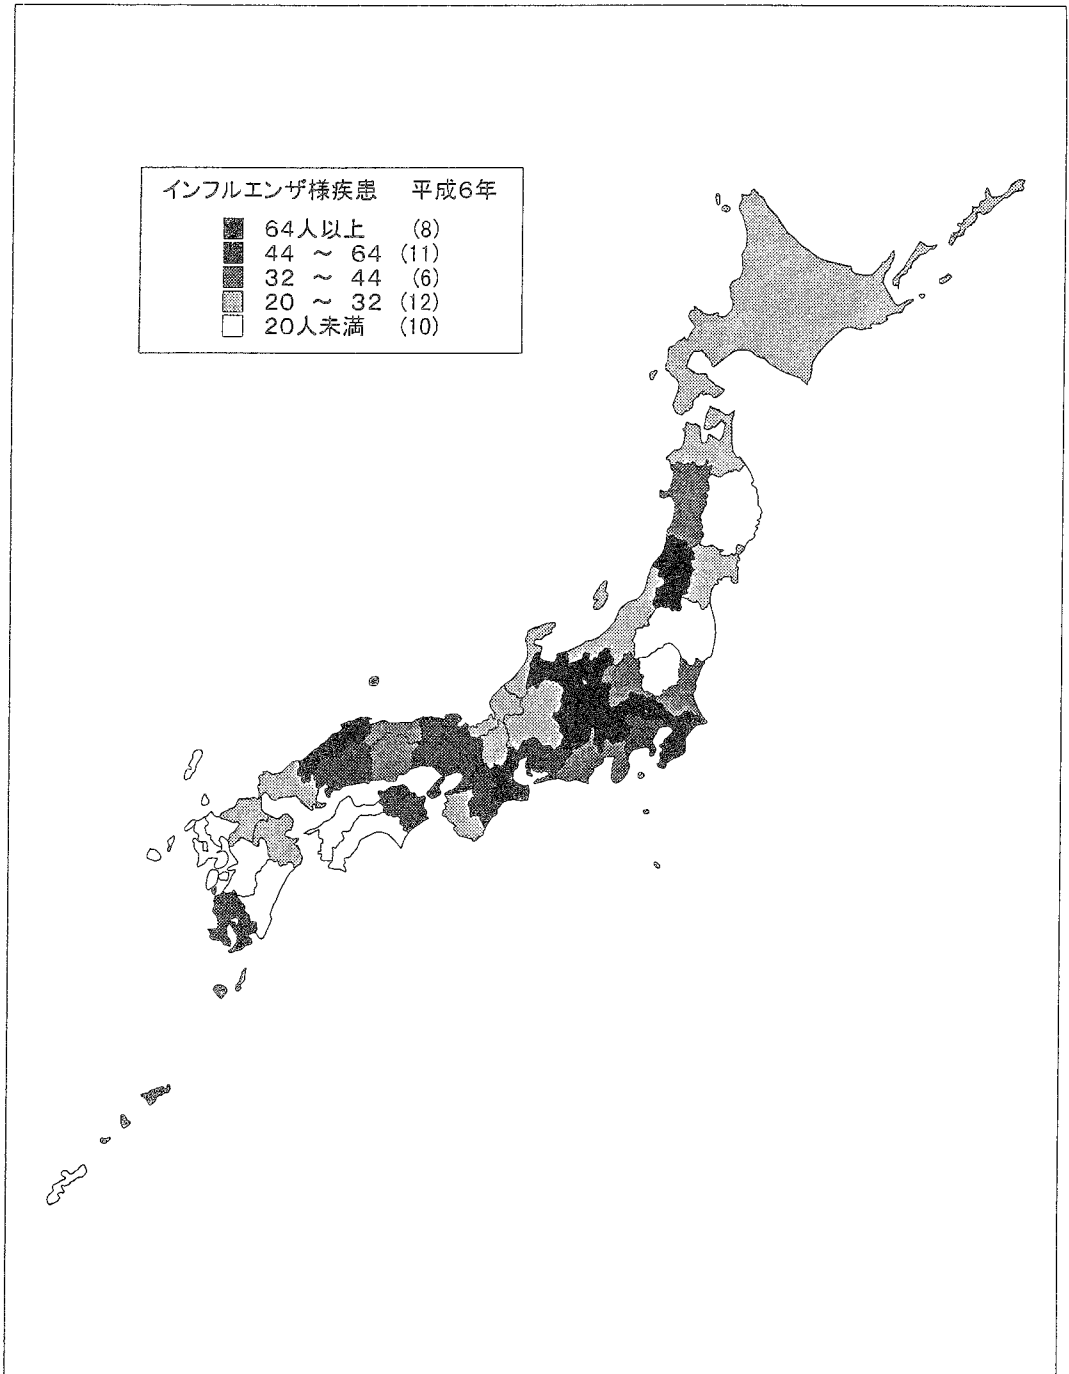 インフルエンザ様疾患 平成6年
64人以上 (8)
44 ～ 64 (11)
32 ～ 44 (6)
20 ～ 32 (12)
20人未満 (10)